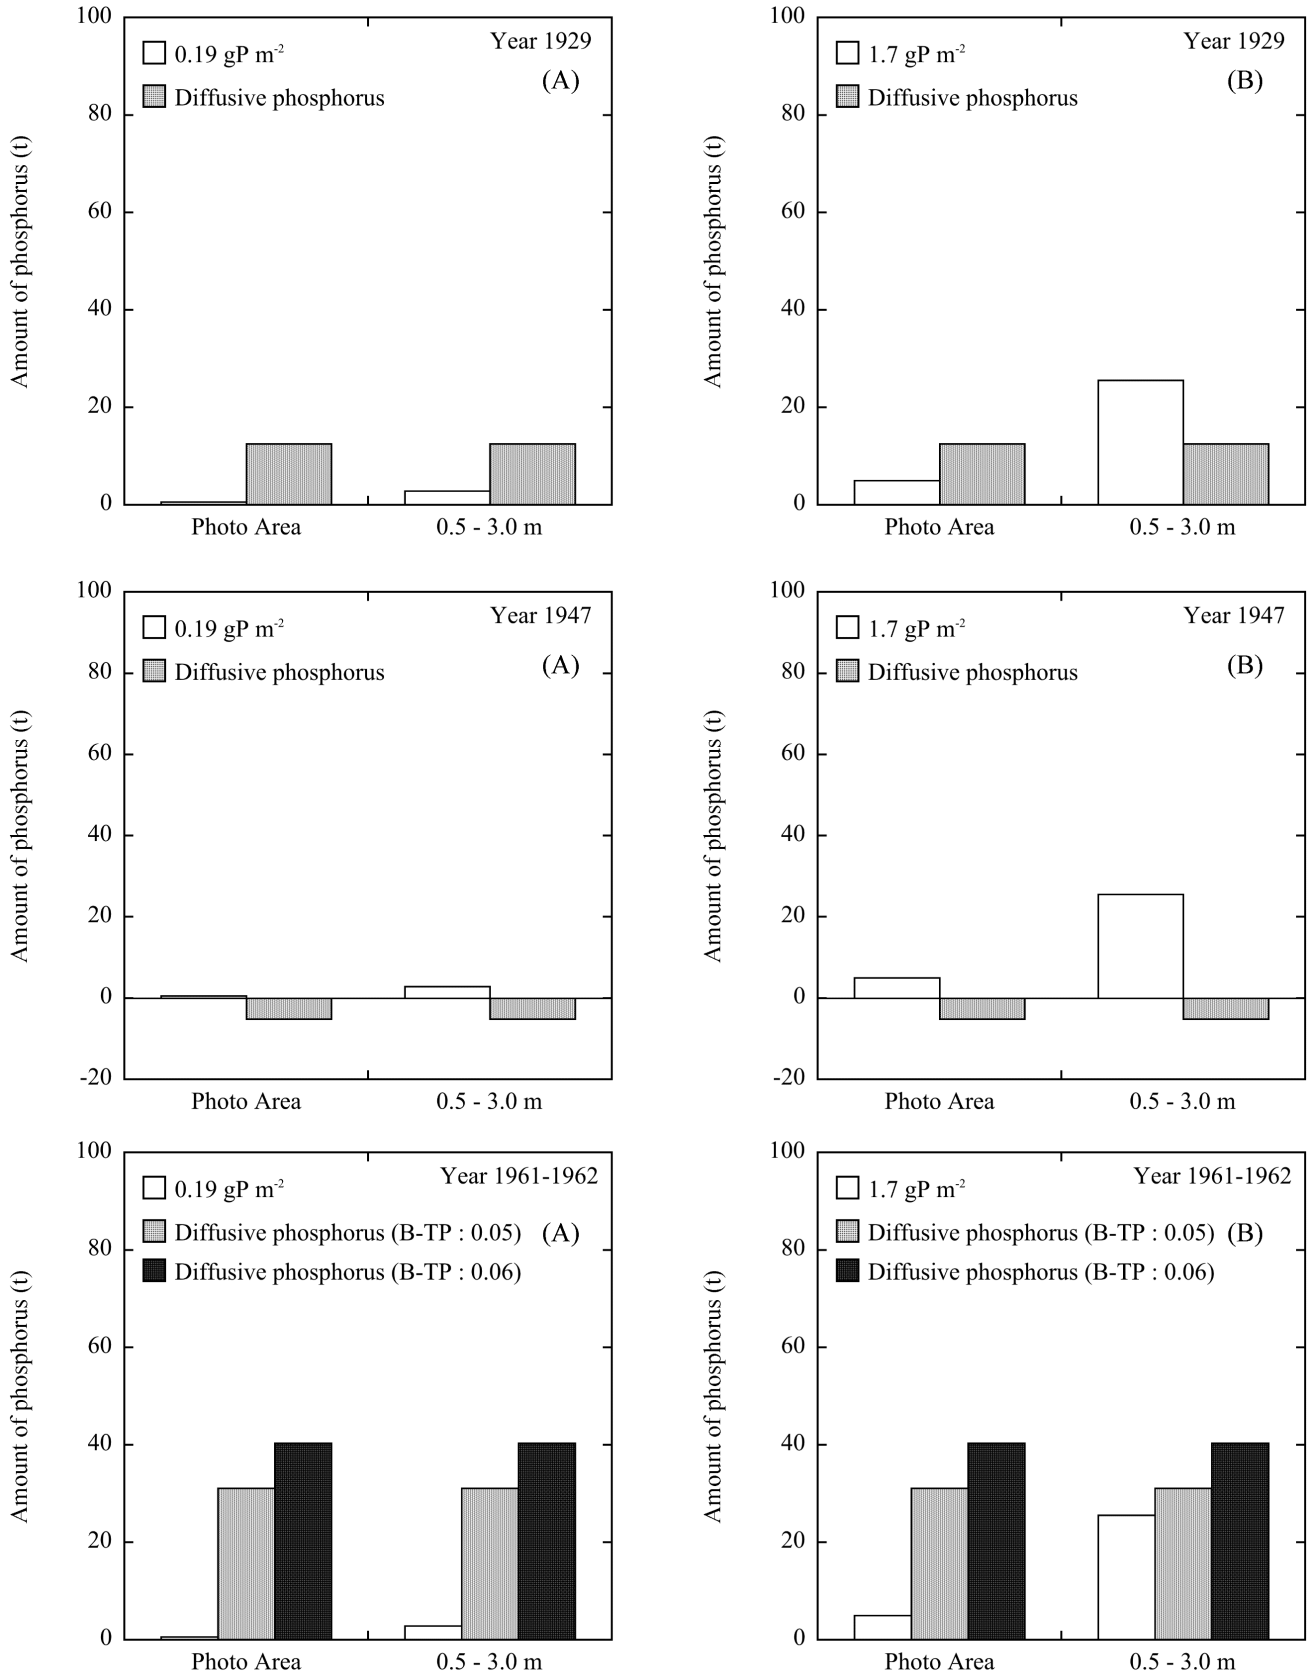 100
80
60
40
20
0
Amount of phosphorus (t)
0.19 gP m-2
Diffusive phosphorus
Year 1929
(A)
Photo Area
0.5 - 3.0 m
100
80
60
40
20
0
Amount of phosphorus (t)
1.7 gP m-2
Diffusive phosphorus
Year 1929
(B)
Photo Area
0.5 - 3.0 m
100
80
60
40
20
0
-20
Amount of phosphorus (t)
0.19 gP m-2
Diffusive phosphorus
Year 1947
(A)
Photo Area
0.5 - 3.0 m
100
80
60
40
20
0
-20
Amount of phosphorus (t)
1.7 gP m-2
Diffusive phosphorus
Year 1947
(B)
Photo Area
0.5 - 3.0 m
100
80
60
40
20
0
Amount of phosphorus (t)
0.19 gP m-2
Diffusive phosphorus (B-TP : 0.05)
Diffusive phosphorus (B-TP : 0.06)
Year 1961-1962
(A)
Photo Area
0.5 - 3.0 m
100
80
60
40
20
0
Amount of phosphorus (t)
1.7 gP m-2
Diffusive phosphorus (B-TP : 0.05)
Diffusive phosphorus (B-TP : 0.06)
Year 1961-1962
(B)
Photo Area
0.5 - 3.0 m